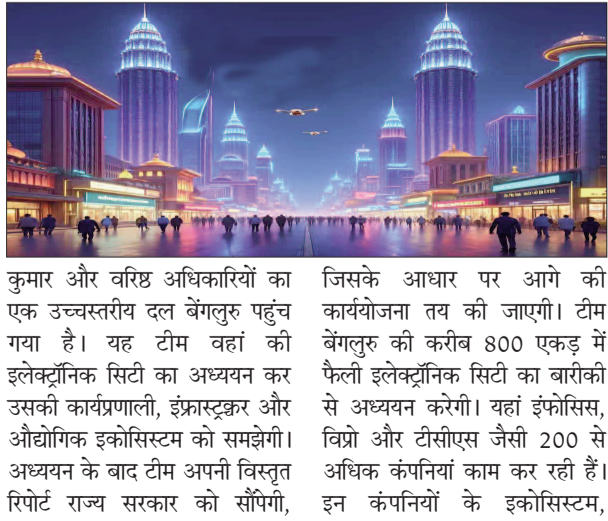 कुमार और वरिष्ठ अधिकारियों का
एक उच्चस्तरीय दल बेंगलुरु पहुंच
गया है। यह टीम वहां की
इलेक्ट्रॉनिक सिटी का अध्ययन कर
उसकी कार्यप्रणाली, इंफ्रास्ट्रक्चर और
औद्योगिक इकोसिस्टम को समझेगी।
अध्ययन के बाद टीम अपनी विस्तृत
रिपोर्ट राज्य सरकार को सौंपेगी,
जिसके आधार पर आगे की
कार्ययोजना तय की जाएगी। टीम
बेंगलुरु की करीब 800 एकड़ में
फैली इलेक्ट्रॉनिक सिटी का बारीकी
से अध्ययन करेगी। यहां इंफोसिस,
विप्रो और टीसीएस जैसी 200 से
अधिक कंपनियां काम कर रही हैं।
इन कंपनियों के इकोसिस्टम,